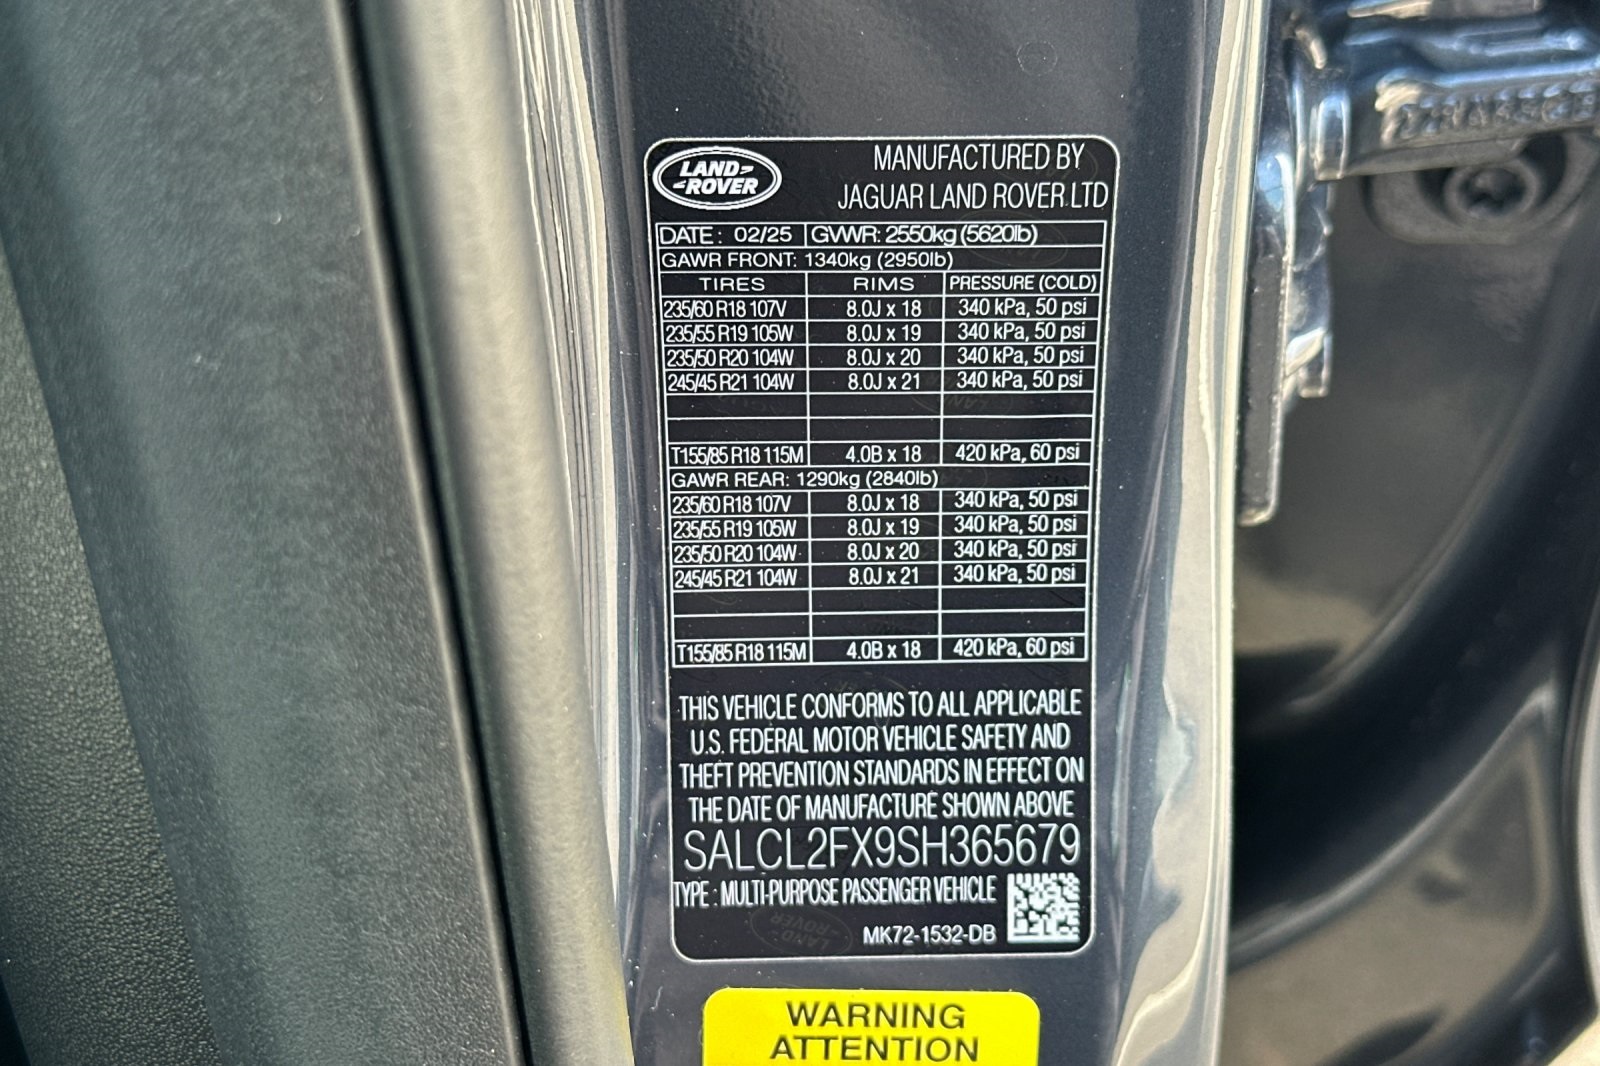 LAND ROVER
MANUFACTURED BY
JAGUAR LAND ROVER LTD
DATE: 02/25 GVWR: 2550kg (5620lb)
GAWR FRONT: 1340kg (2950lb)
TIRES RIMS PRESSURE (COLD)
235/60 R18 107V 8.0J x 18 340 kPa, 50 psi
235/55 R19 105W 8.0J x 19 340 kPa, 50 psi
235/50 R20 104W 8.0J x 20 340 kPa, 50 psi
245/45 R21 104W 8.0J x 21 340 kPa, 50 psi
T155/85 R18 115M 4.0B x 18 420 kPa, 60 psi
GAWR REAR: 1290kg (2840lb)
235/60 R18 107V 8.0J x 18 340 kPa, 50 psi
235/55 R19 105W 8.0J x 19 340 kPa, 50 psi
235/50 R20 104W 8.0J x 20 340 kPa, 50 psi
245/45 R21 104W 8.0J x 21 340 kPa, 50 psi
T155/85 R18 115M 4.0B x 18 420 kPa, 60 psi
THIS VEHICLE CONFORMS TO ALL APPLICABLE
U.S. FEDERAL MOTOR VEHICLE SAFETY AND
THEFT PREVENTION STANDARDS IN EFFECT ON
THE DATE OF MANUFACTURE SHOWN ABOVE
SALCL2FX9SH365679
TYPE : MULTI-PURPOSE PASSENGER VEHICLE
MK72-1532-DB
WARNING
ATTENTION